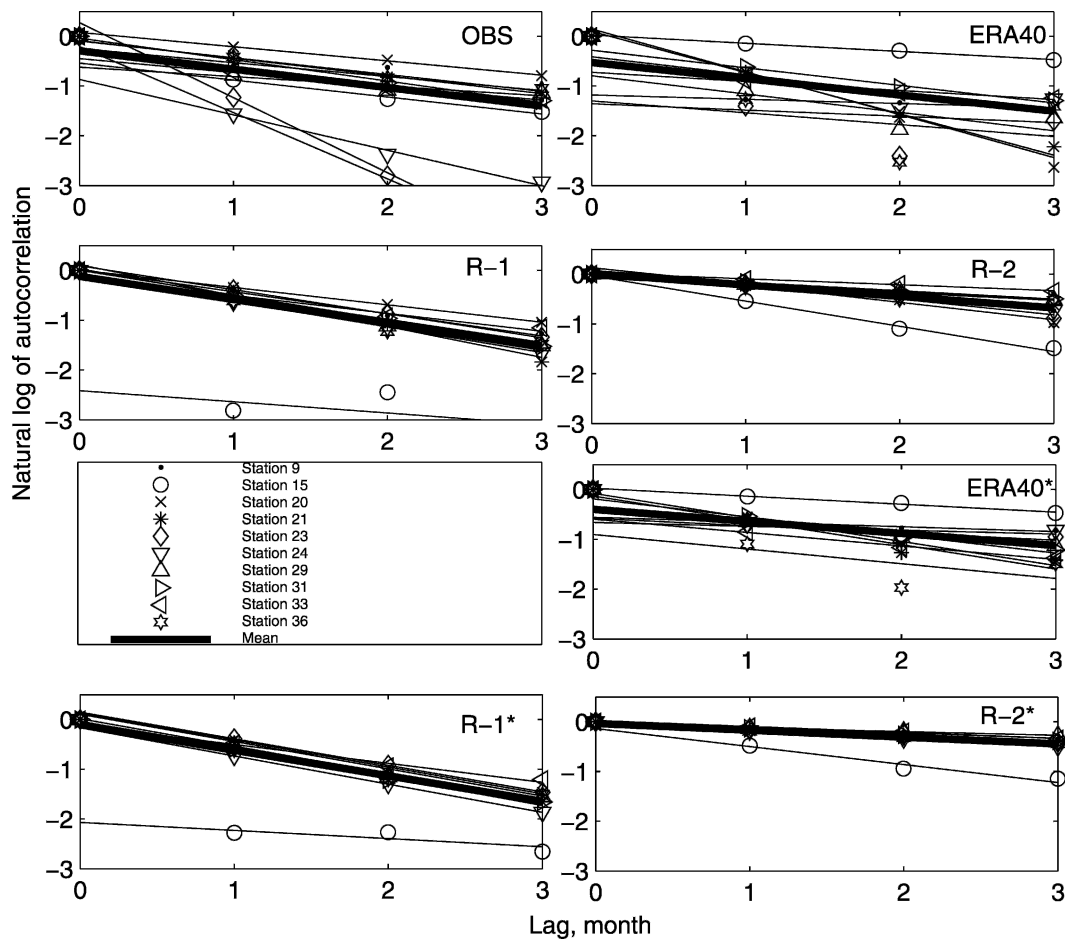 Natural log of autocorrelation
OBS
0
−1
−2
−3
0 1 2 3
ERA40
0
−1
−2
−3
0 1 2 3
R−1
0
−1
−2
−3
0 1 2 3
R−2
0
−1
−2
−3
0 1 2 3
Station 9
Station 15
Station 20
Station 21
Station 23
Station 24
Station 29
Station 31
Station 33
Station 36
Mean
ERA40*
0
−1
−2
−3
0 1 2 3
R−1*
0
−1
−2
−3
0 1 2 3
R−2*
0
−1
−2
−3
0 1 2 3
Lag, month